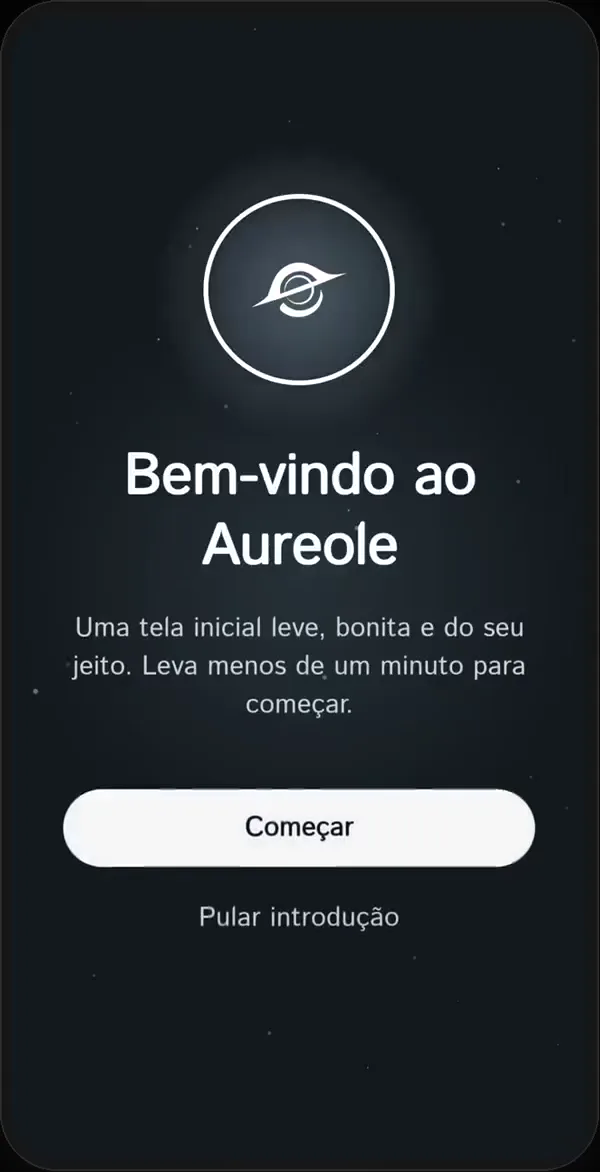 Bem-vindo ao
Aureole
Uma tela inicial leve, bonita e do seu
jeito. Leva menos de um minuto para
começar.
Começar
Pular introdução